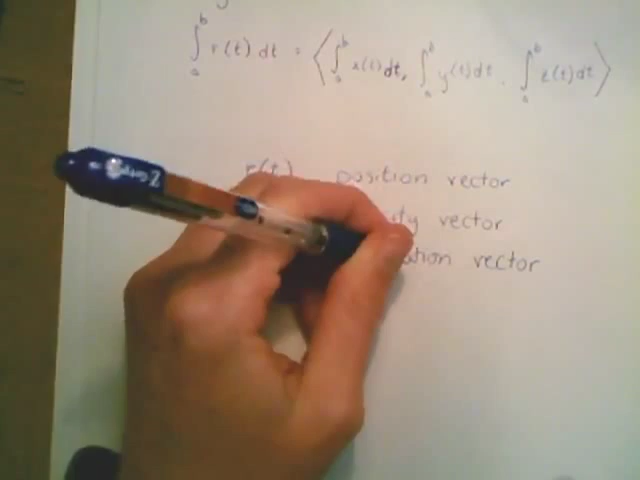 ∫ₐᵇ r(t) dt = ⟨ ∫ₐᵇ x(t)dt, ∫ₐᵇ y(t)dt, ∫ₐᵇ z(t)dt ⟩
r(t) position vector
vector
vector